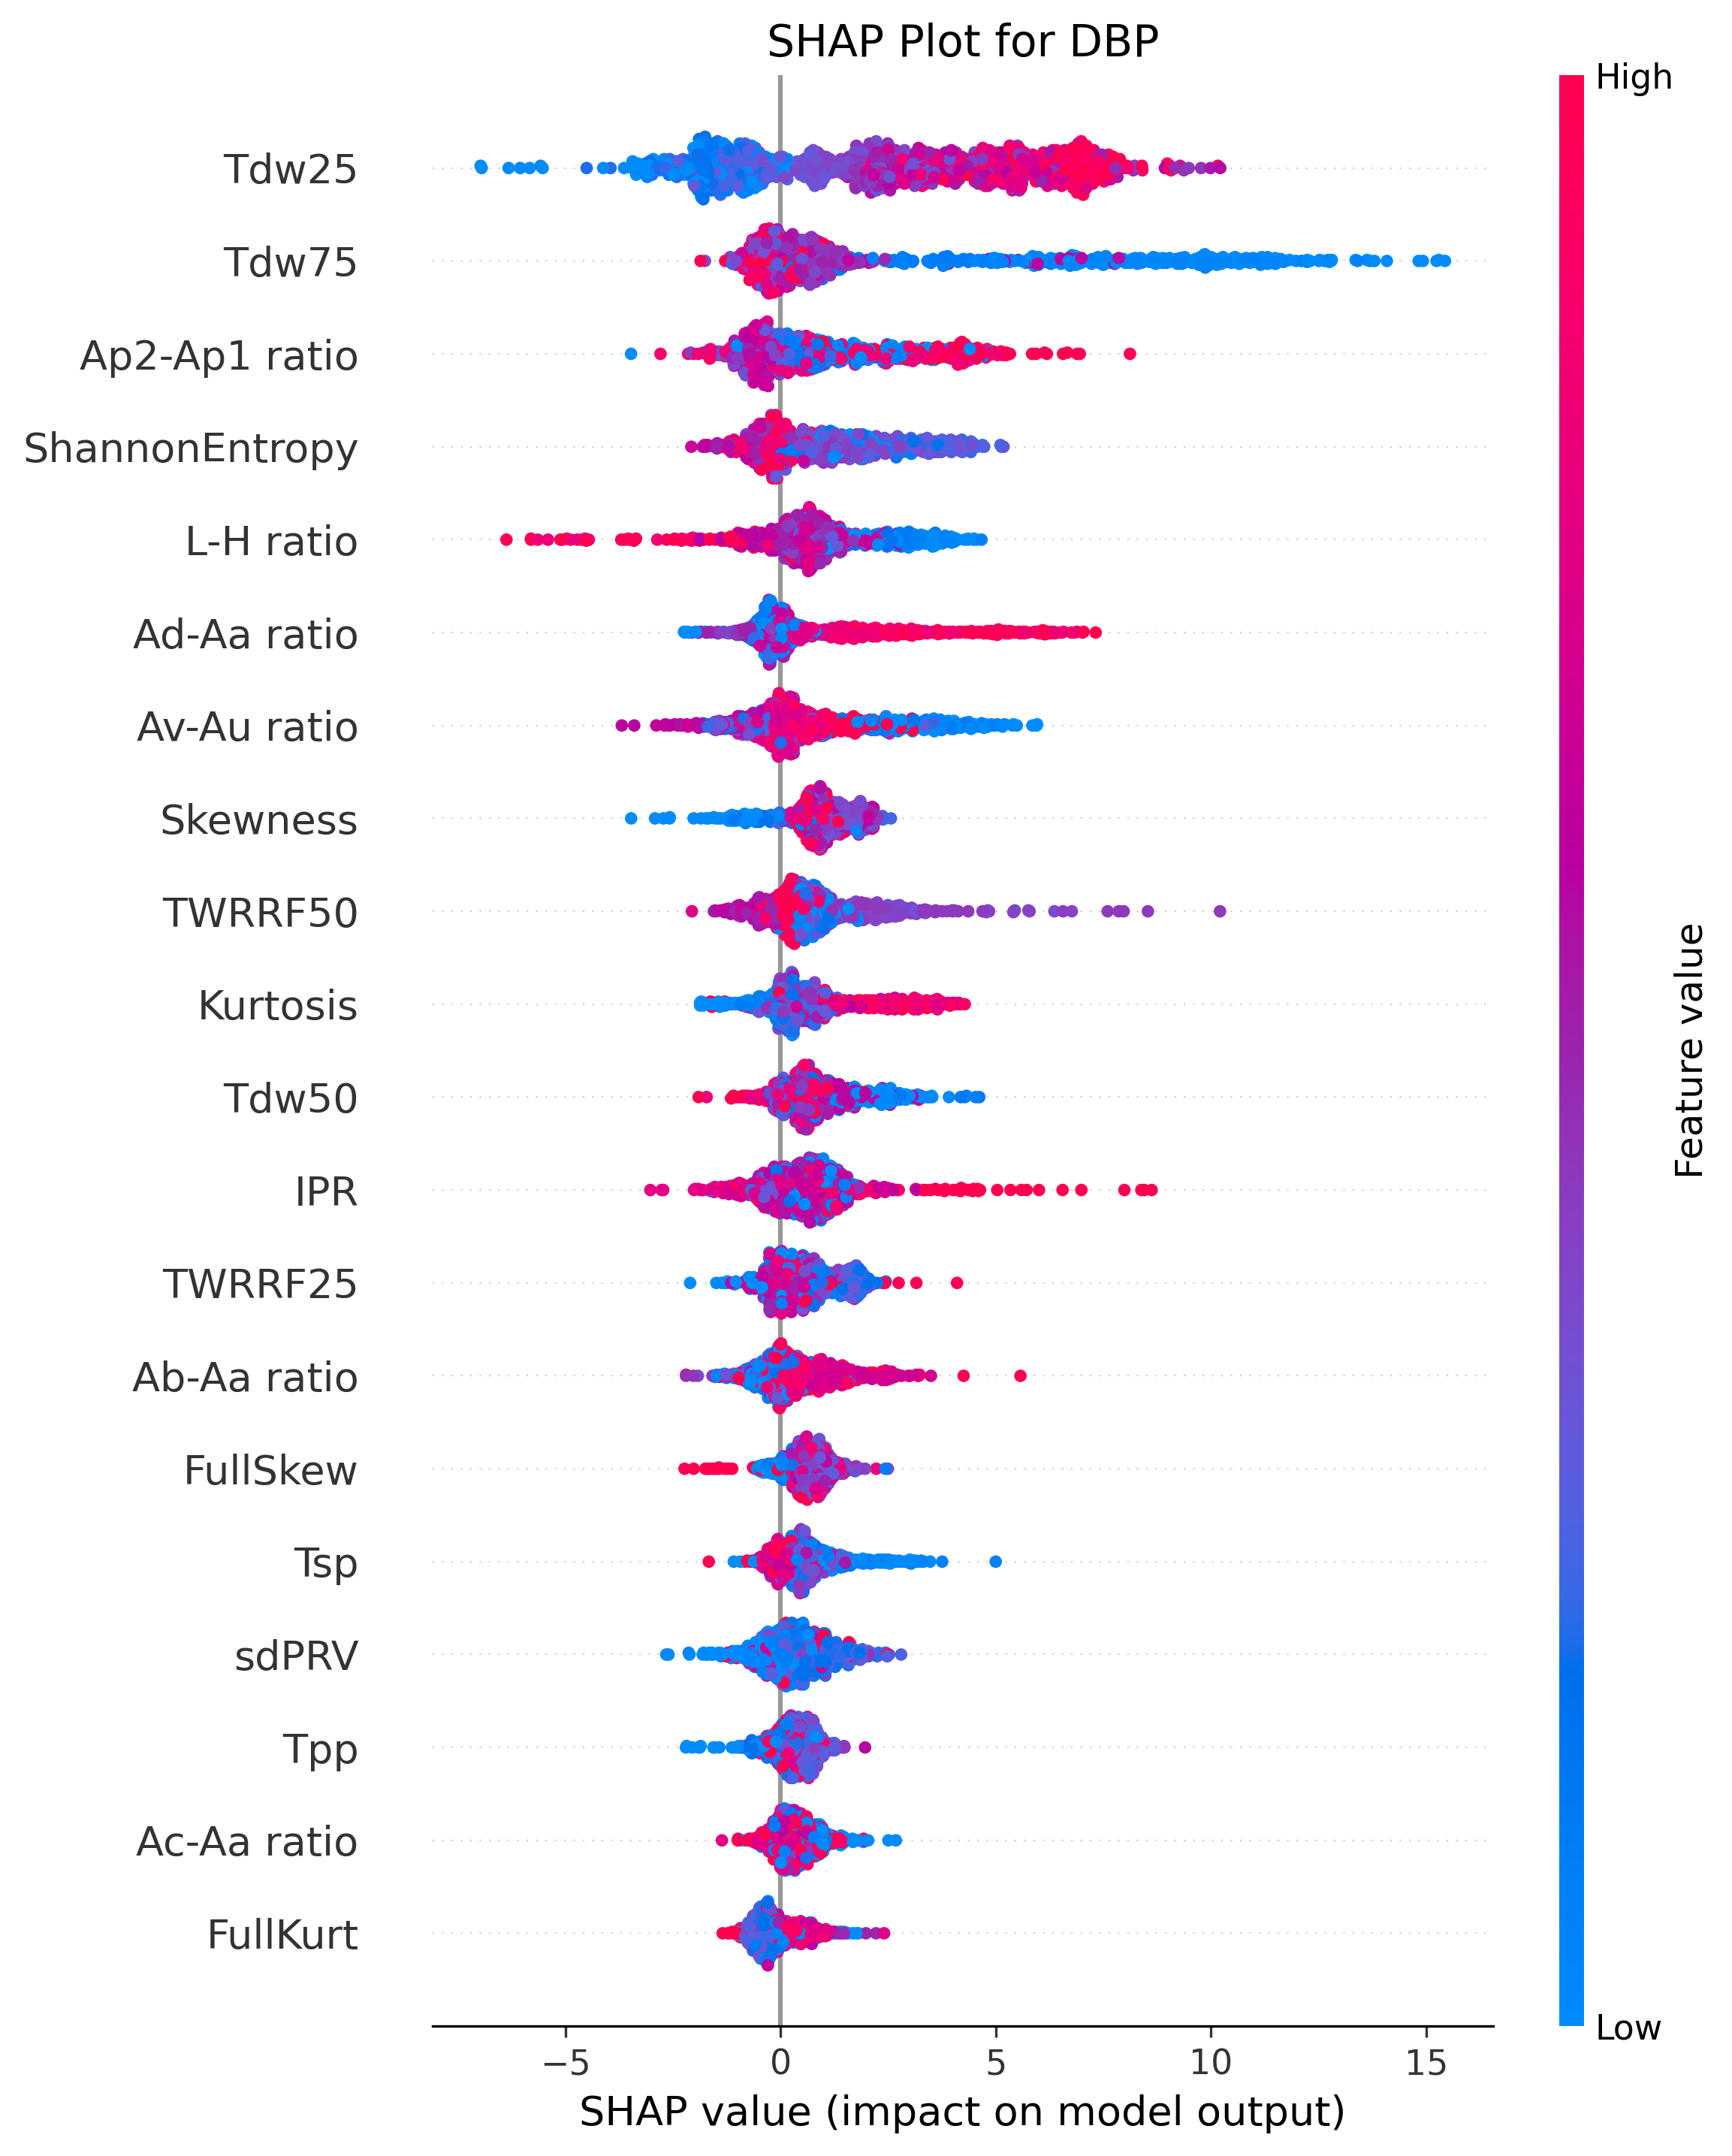 SHAP Plot for DBP
High
Tdw25
Tdw75
Ap2-Ap1 ratio
ShannonEntropy
L-H ratio
Ad-Aa ratio
Av-Au ratio
Skewness
TWRRF50
Kurtosis
Tdw50
IPR
TWRRF25
Ab-Aa ratio
FullSkew
Tsp
sdPRV
Tpp
Ac-Aa ratio
FullKurt
Feature value
Low
−5 0 5 10 15
SHAP value (impact on model output)